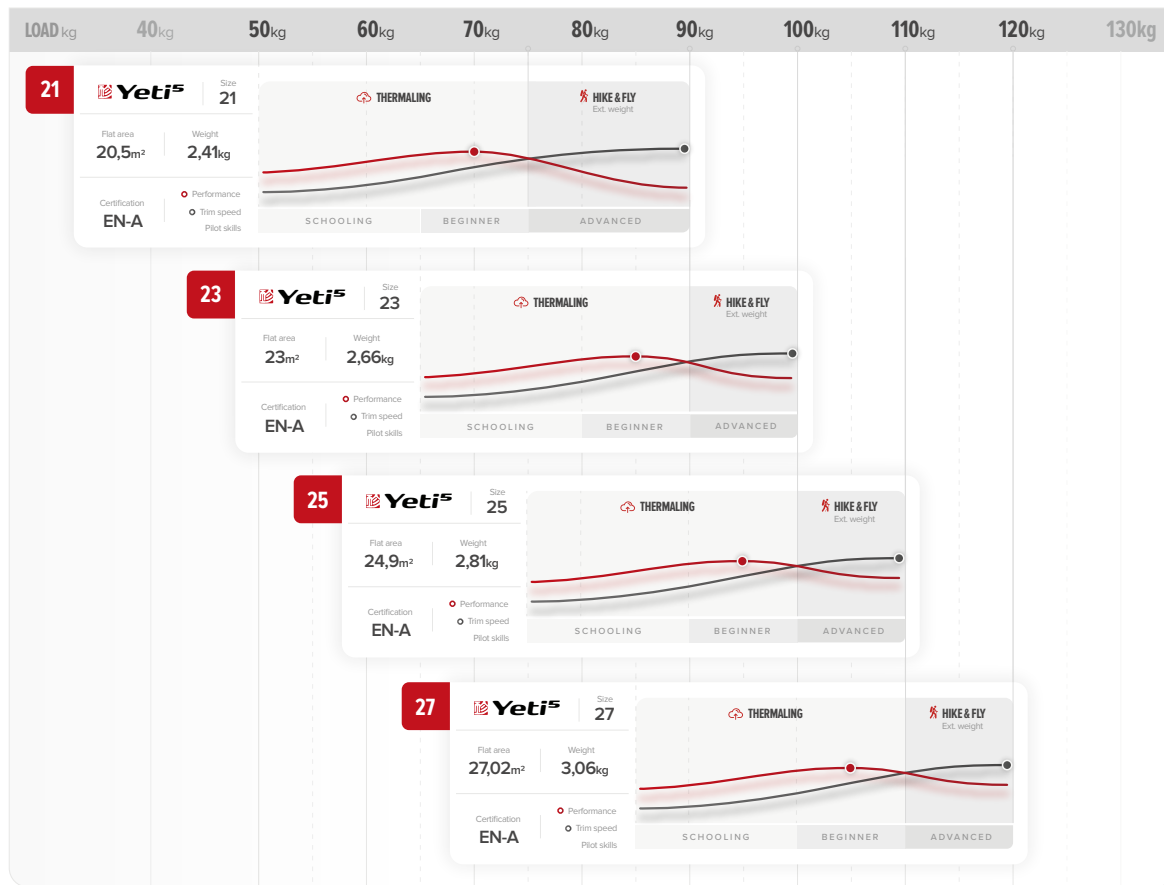 LOAD kg 40kg 50kg 60kg 70kg 80kg 90kg 100kg 110kg 120kg 130kg
21
Yeti5
Size
21
Flat area
20,5m²
Weight
2,41kg
Certification
EN-A
Performance
Trim speed
Pilot skills
THERMALING
HIKE & FLY
Ext. weight
SCHOOLING BEGINNER ADVANCED
23
Yeti5
Size
23
Flat area
23m²
Weight
2,66kg
Certification
EN-A
Performance
Trim speed
Pilot skills
THERMALING
HIKE & FLY
Ext. weight
SCHOOLING BEGINNER ADVANCED
25
Yeti5
Size
25
Flat area
24,9m²
Weight
2,81kg
Certification
EN-A
Performance
Trim speed
Pilot skills
THERMALING
HIKE & FLY
Ext. weight
SCHOOLING BEGINNER ADVANCED
27
Yeti5
Size
27
Flat area
27,02m²
Weight
3,06kg
Certification
EN-A
Performance
Trim speed
Pilot skills
THERMALING
HIKE & FLY
Ext. weight
SCHOOLING BEGINNER ADVANCED